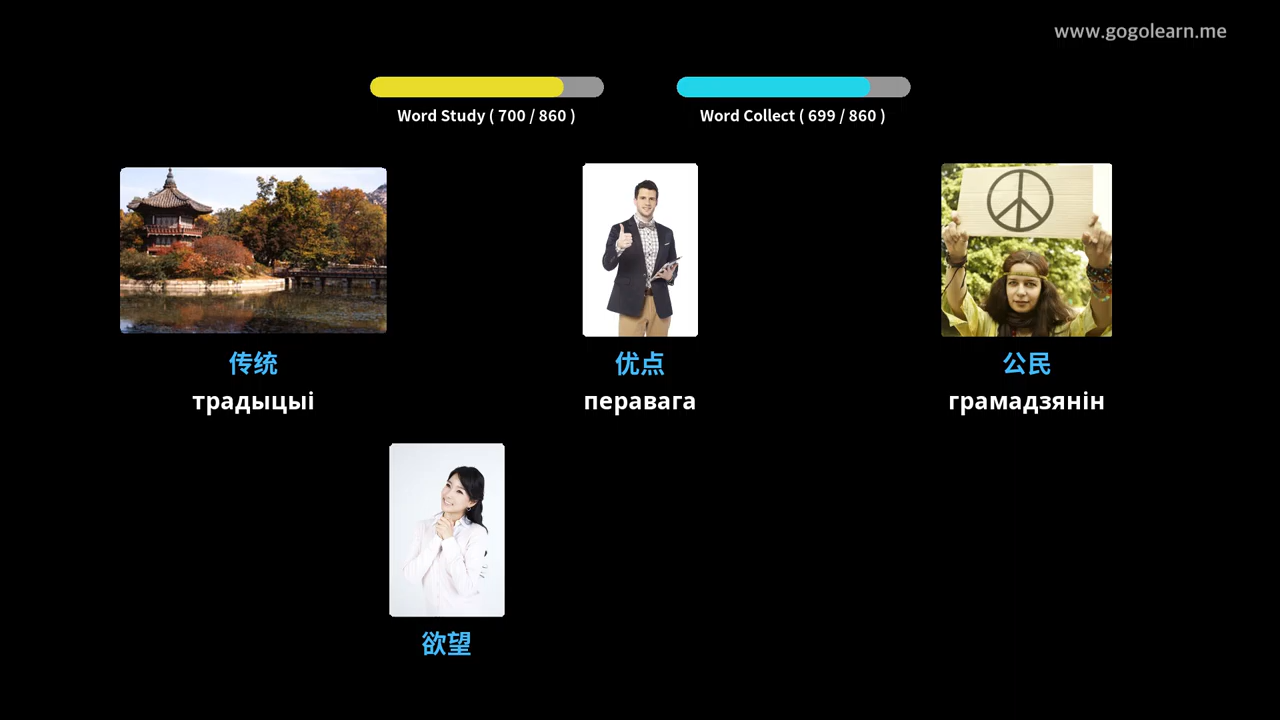 www.gogolearn.me
Word Study ( 700 / 860 )
Word Collect ( 699 / 860 )
传统
优点
公民
традыцыі
перавага
грамадзянін
欲望